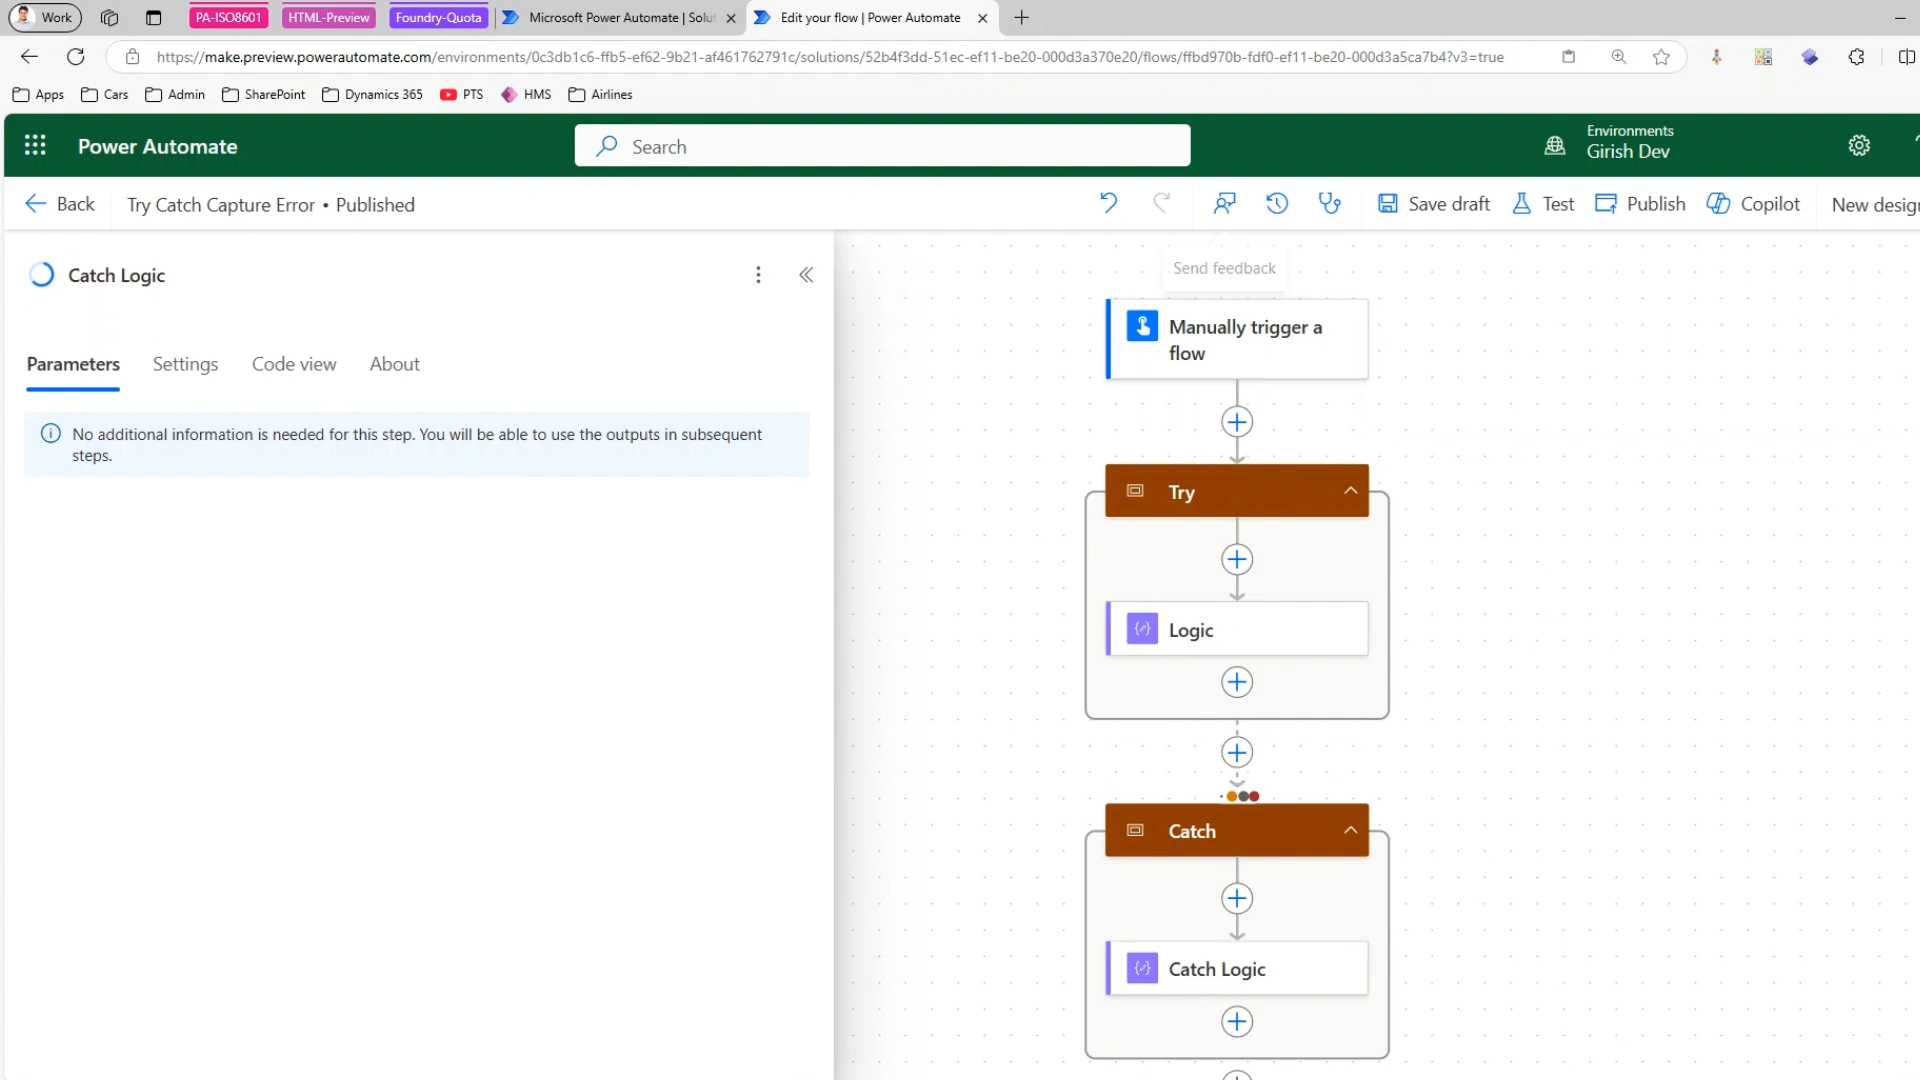 Work
PA-ISO8601
HTML-Preview
Foundry-Quota
Microsoft Power Automate | Solu
Edit your flow | Power Automate
https://make.preview.powerautomate.com/environments/0c3db1c6-ffb5-ef62-9b21-af461762791c/solutions/52b4f3dd-51ec-ef11-be20-000d3a370e20/flows/ffbd970b-fdf0-ef11-be20-000d3a5ca7b4?v3=true
Apps
Cars
Admin
SharePoint
Dynamics 365
PTS
HMS
Airlines
Power Automate
Search
Environments
Girish Dev
Back
Try Catch Capture Error • Published
Save draft
Test
Publish
Copilot
New design
Catch Logic
Send feedback
Parameters
Settings
Code view
About
No additional information is needed for this step. You will be able to use the outputs in subsequent
steps.
Manually trigger a
flow
Try
Logic
Catch
Catch Logic